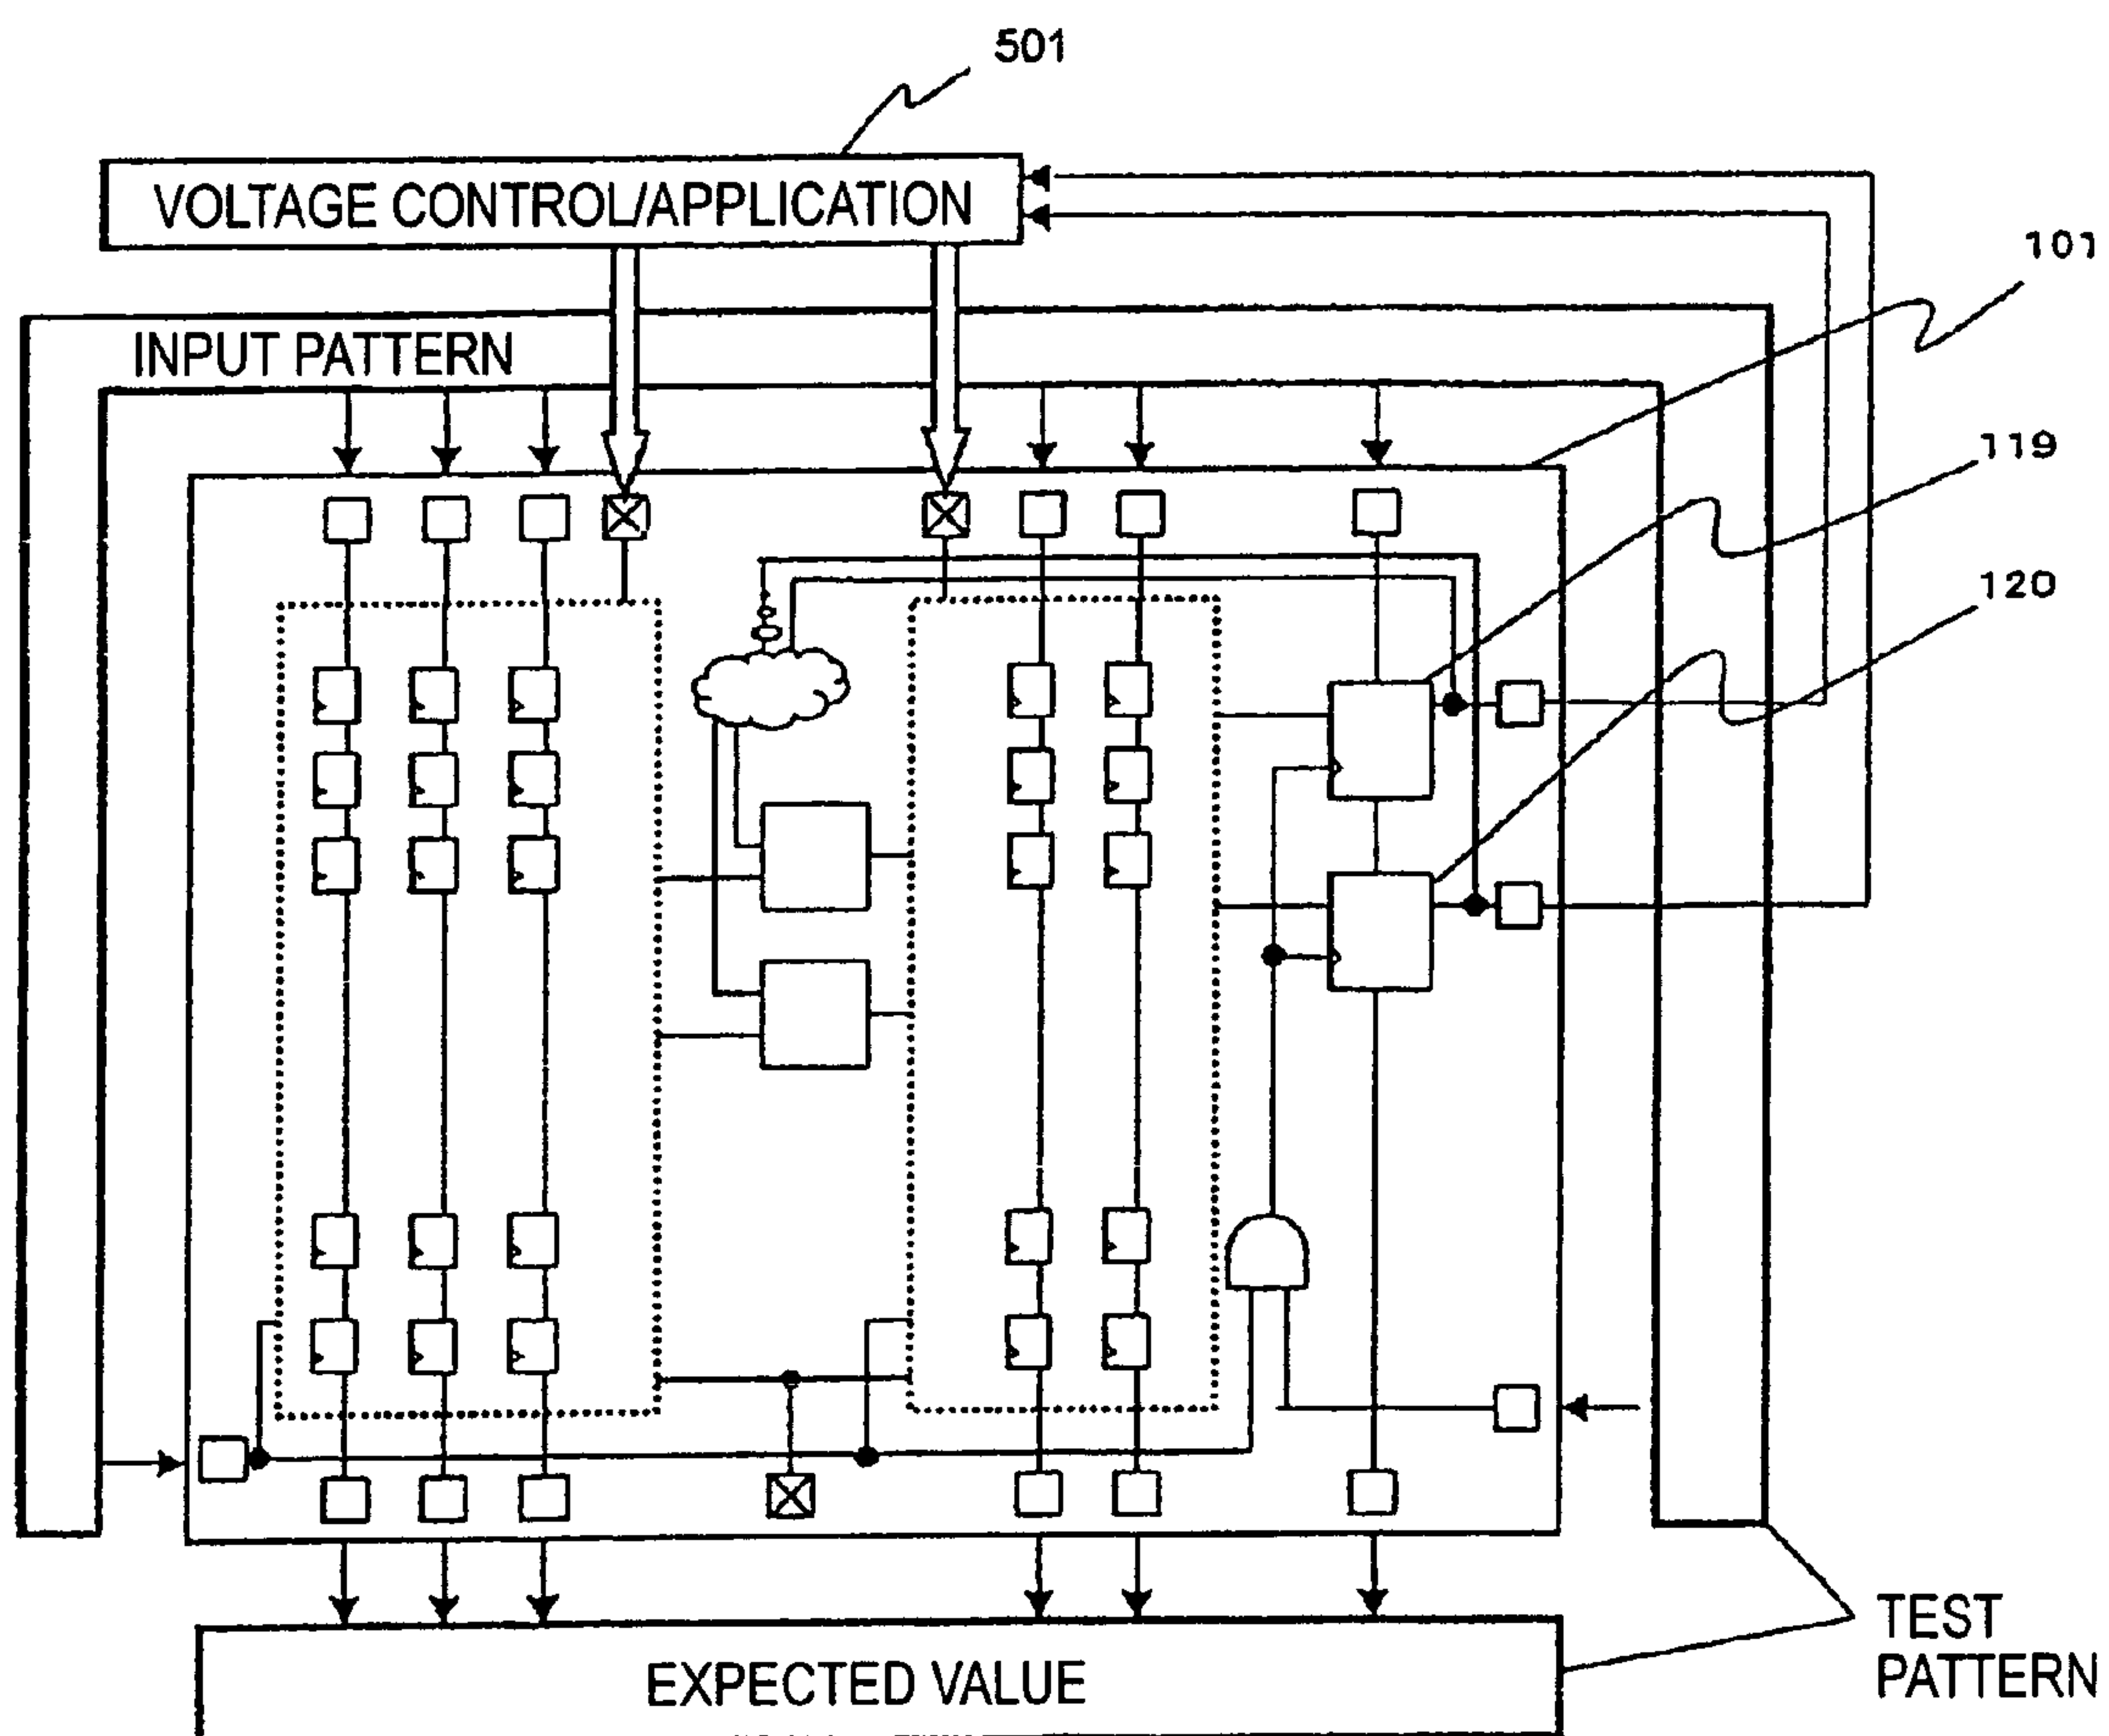 501
VOLTAGE CONTROL/APPLICATION
101
INPUT PATTERN
119
120
TEST
PATTERN
EXPECTED VALUE